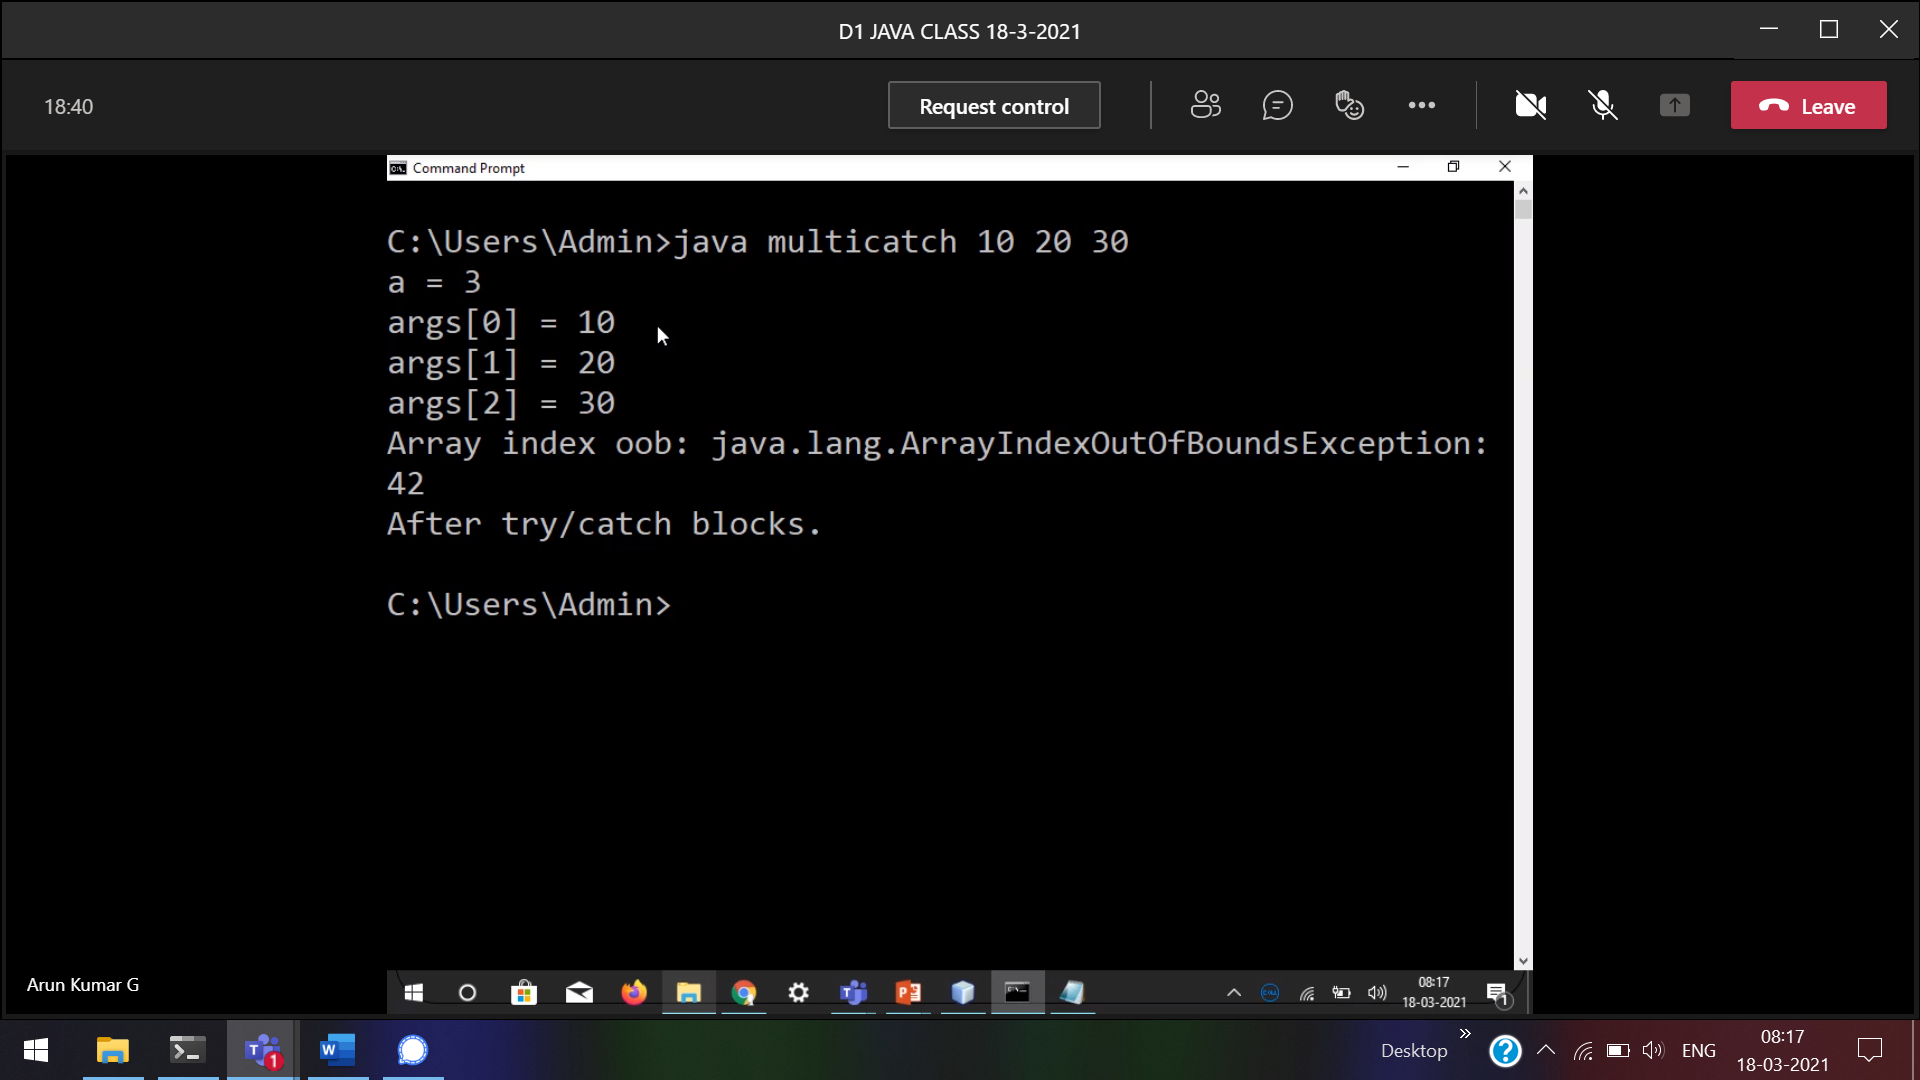 D1 JAVA CLASS 18-3-2021
18:40
Request control
Leave
Command Prompt
C:\Users\Admin>java multicatch 10 20 30
a = 3
args[0] = 10
args[1] = 20
args[2] = 30
Array index oob: java.lang.ArrayIndexOutOfBoundsException:
42
After try/catch blocks.
C:\Users\Admin>
Arun Kumar G
08:17
18-03-2021
1
Desktop
ENG
08:17
18-03-2021
1